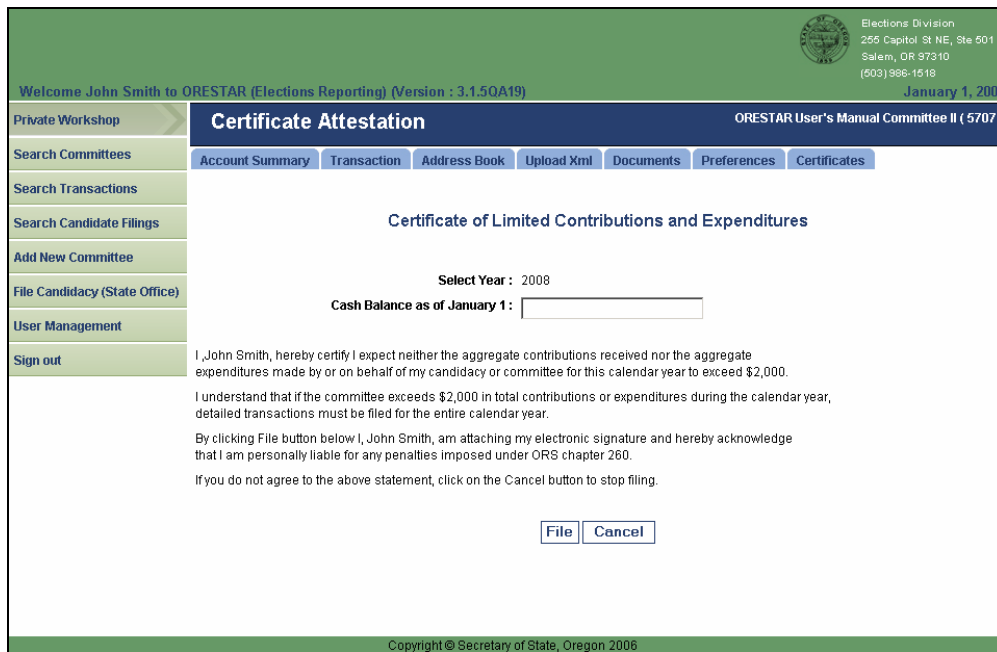 Elections Division
255 Capitol St NE, Ste 501
Salem, OR 97310
(503) 986-1518
Welcome John Smith to ORESTAR (Elections Reporting) (Version : 3.1.5QA19)
January 1, 200
Private Workshop
Search Committees
Search Transactions
Search Candidate Filings
Add New Committee
File Candidacy (State Office)
User Management
Sign out
Certificate Attestation
ORESTAR User's Manual Committee II ( 5707
Account Summary Transaction Address Book Upload Xml Documents Preferences Certificates
Certificate of Limited Contributions and Expenditures
Select Year : 2008
Cash Balance as of January 1 :
I ,John Smith, hereby certify I expect neither the aggregate contributions received nor the aggregate
expenditures made by or on behalf of my candidacy or committee for this calendar year to exceed $2,000.
I understand that if the committee exceeds $2,000 in total contributions or expenditures during the calendar year,
detailed transactions must be filed for the entire calendar year.
By clicking File button below I, John Smith, am attaching my electronic signature and hereby acknowledge
that I am personally liable for any penalties imposed under ORS chapter 260.
If you do not agree to the above statement, click on the Cancel button to stop filing.
File Cancel
Copyright © Secretary of State, Oregon 2006